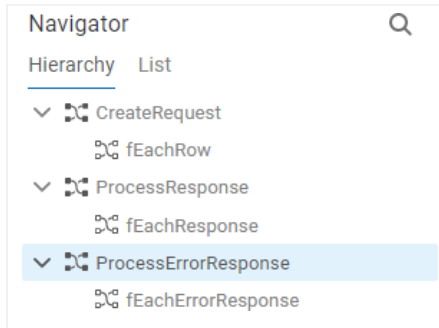 Navigator
Hierarchy List
CreateRequest
fEachRow
ProcessResponse
fEachResponse
ProcessErrorResponse
fEachErrorResponse